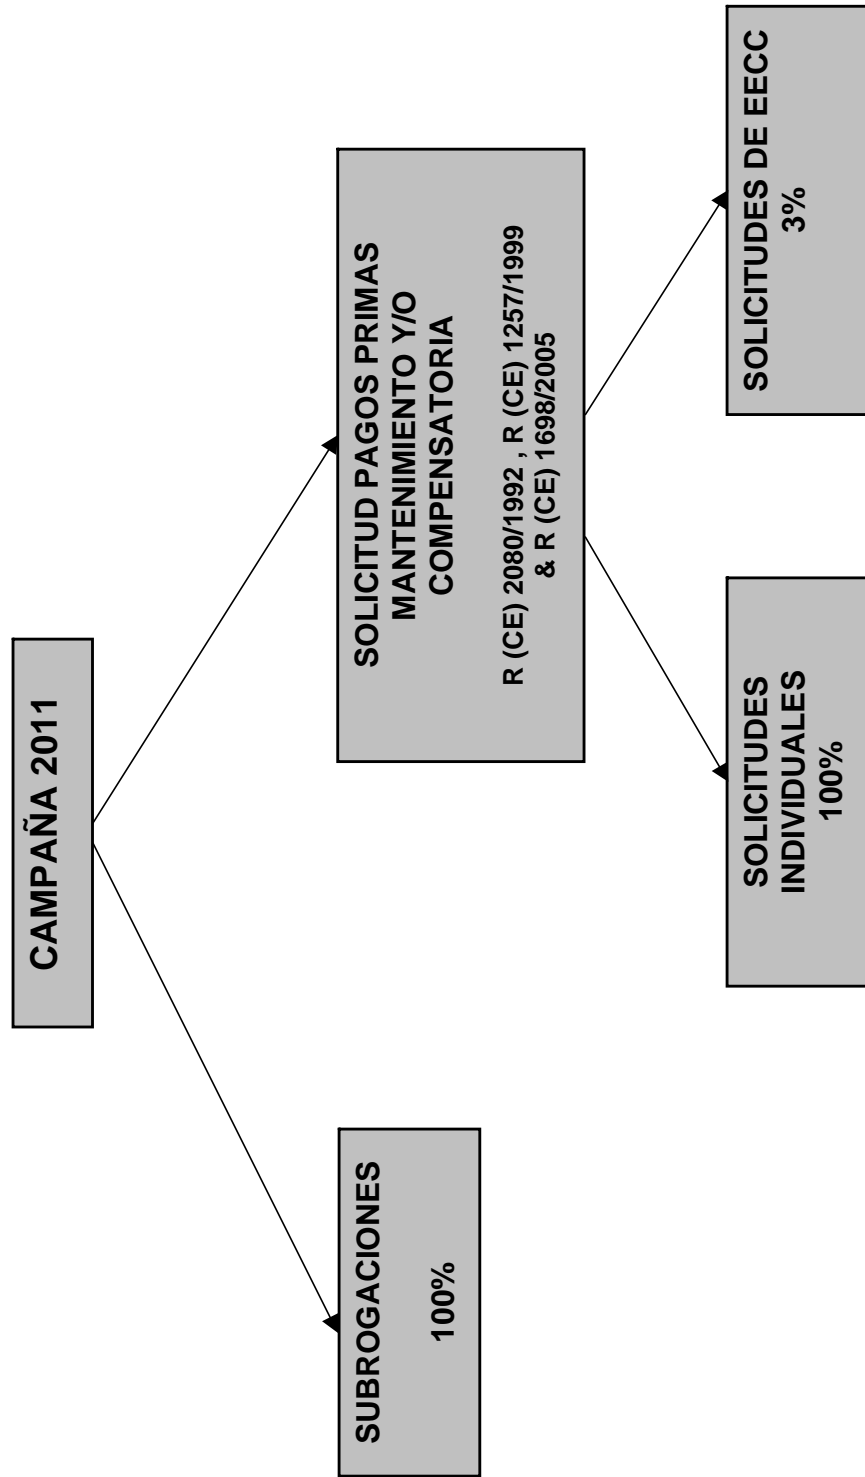 CAMPAÑA 2011
SUBROGACIONES
100%
SOLICITUD PAGOS PRIMAS
MANTENIMIENTO Y/O
COMPENSATORIA
R (CE) 2080/1992 , R (CE) 1257/1999
& R (CE) 1698/2005
SOLICITUDES
INDIVIDUALES
100%
SOLICITUDES DE EECC
3%